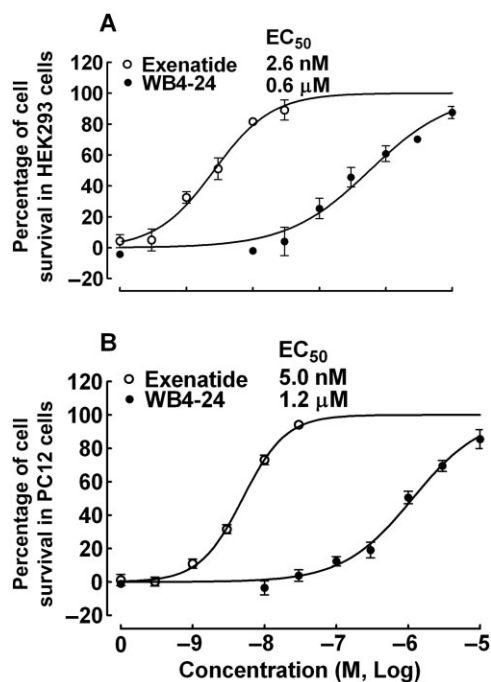 A
EC50
Exenatide 2.6 nM
WB4-24 0.6 μM
Percentage of cell
survival in HEK293 cells
120
100
80
60
40
20
0
–20
B
EC50
Exenatide 5.0 nM
WB4-24 1.2 μM
Percentage of cell
survival in PC12 cells
120
100
80
60
40
20
0
–20
0 –9 –8 –7 –6 –5
Concentration (M, Log)